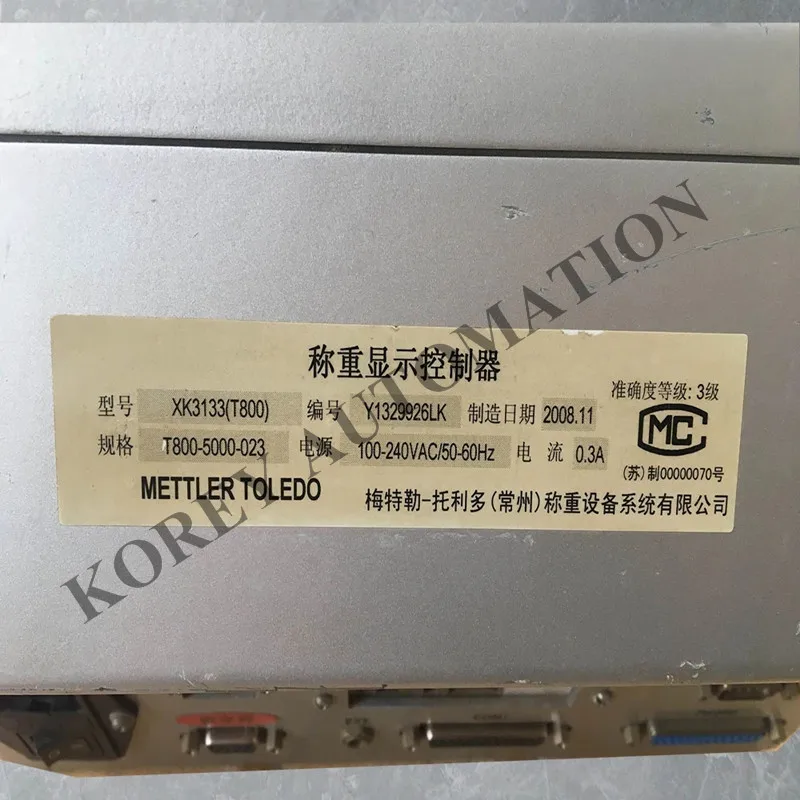 称重显示控制器
准确度等级: 3级
型号 XK3133(T800) 编号 Y1329926LK 制造日期 2008.11
规格 T800-5000-023 电源 100-240VAC/50-60Hz 电 流 0.3A
MC
(苏)制00000070号
METTLER TOLEDO 梅特勒-托利多(常州)称重设备系统有限公司
KOREY AUTOMATION